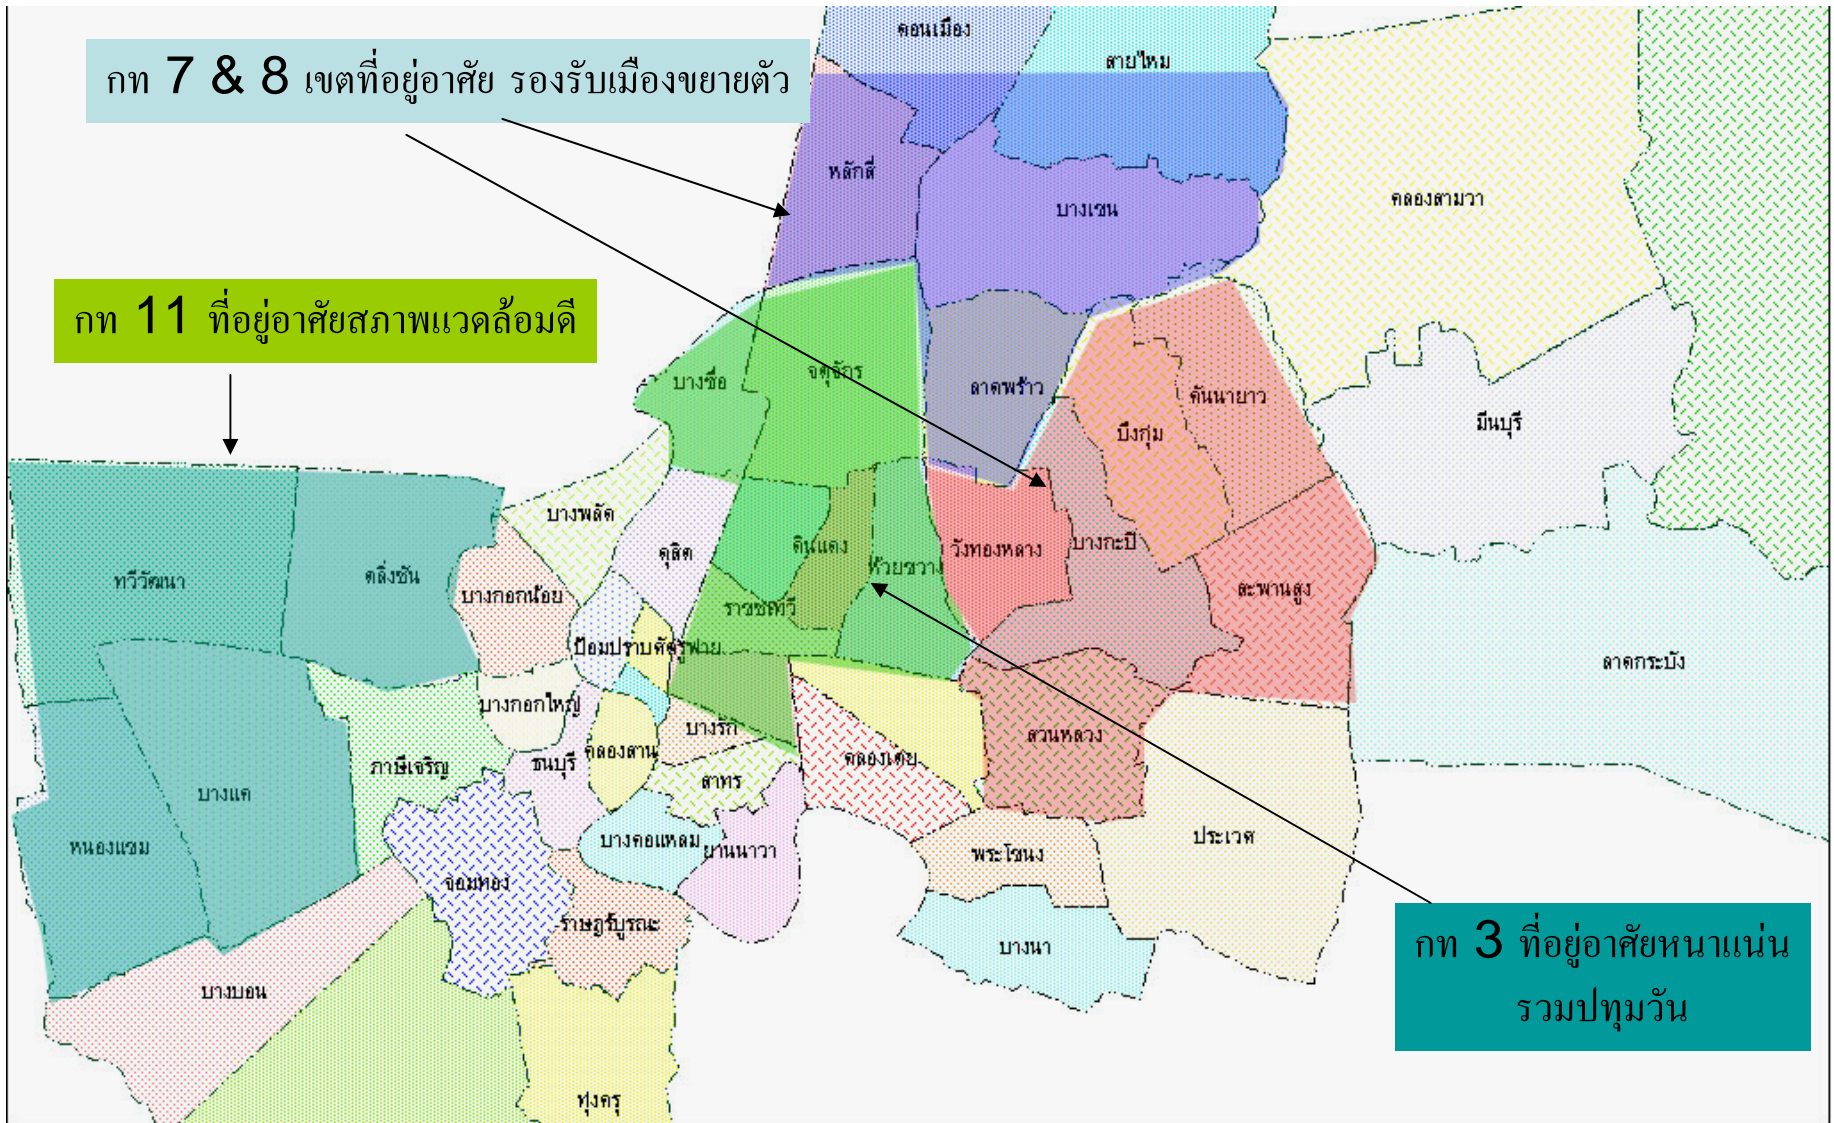 ดอนเมือง
สายไหม
กท 7 & 8 เขตที่อยู่อาศัย รองรับเมืองขยายตัว
หลักสี่
บางเขน
คลองสามวา
กท 11 ที่อยู่อาศัยสภาพแวดล้อมดี
บางซื่อ
จตุจักร
ลาดพร้าว
คันนายาว
บึงกุ่ม
มีนบุรี
บางพลัด
ดุสิต
ดินแดง
วังทองหลาง
บางกะปิ
ห้วยขวาง
ทวีวัฒนา
ตลิ่งชัน
บางกอกน้อย
ราชเทวี
สะพานสูง
ป้อมปราบศัตรูพ่าย
ลาดกระบัง
บางกอกใหญ่
บางรัก
สวนหลวง
คลองสาน
คลองเตย
ธนบุรี
ภาษีเจริญ
สาทร
บางแค
หนองแขม
บางคอแหลม
ยานนาวา
พระโขนง
ประเวศ
จอมทอง
ราษฎร์บูรณะ
บางนา
กท 3 ที่อยู่อาศัยหนาแน่น
รวมปทุมวัน
บางบอน
ทุ่งครุ